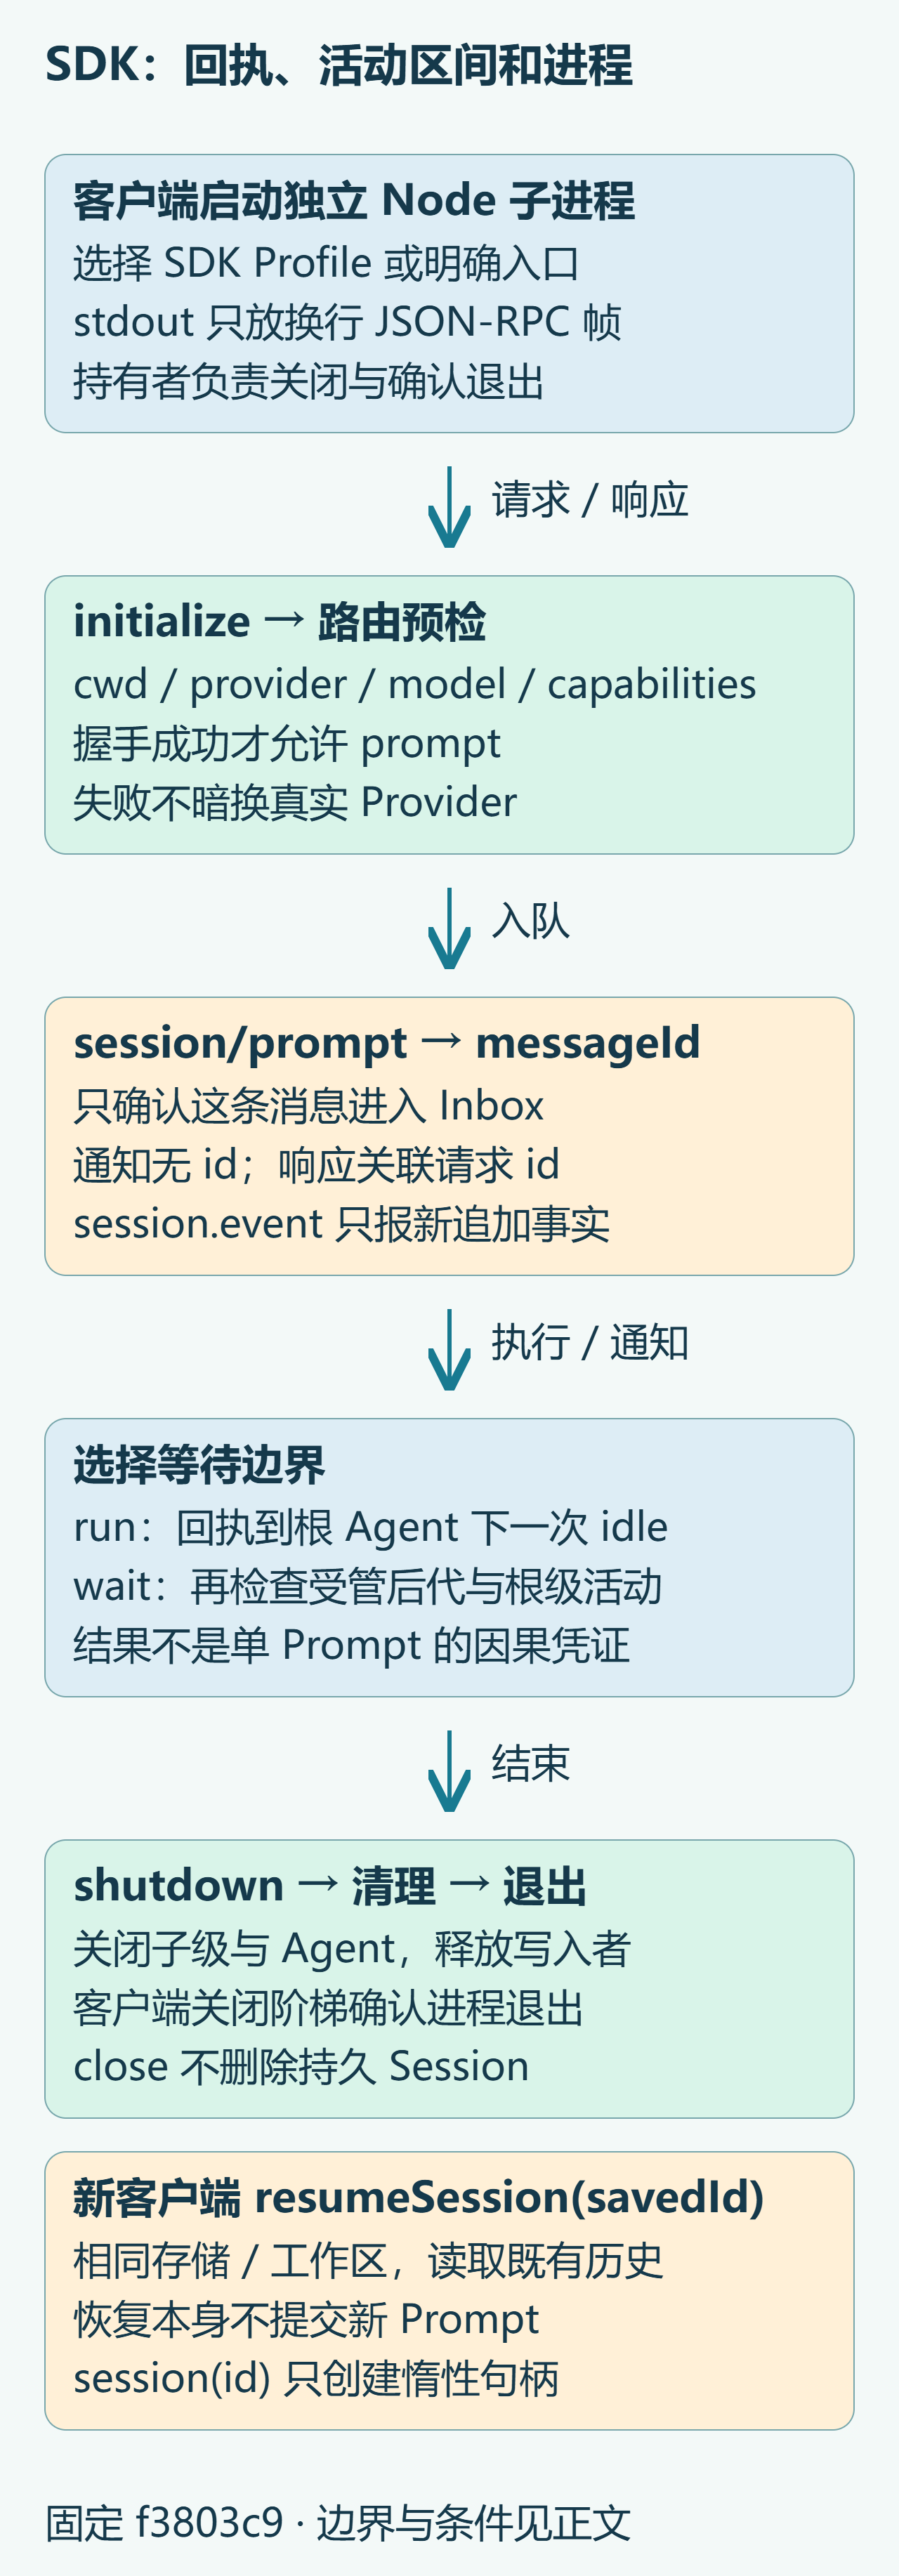 SDK：回执、活动区间和进程
客户端启动独立 Node 子进程
选择 SDK Profile 或明确入口
stdout 只放换行 JSON-RPC 帧
持有者负责关闭与确认退出
请求 / 响应
initialize → 路由预检
cwd / provider / model / capabilities
握手成功才允许 prompt
失败不暗换真实 Provider
入队
session/prompt → messageId
只确认这条消息进入 Inbox
通知无 id；响应关联请求 id
session.event 只报新追加事实
执行 / 通知
选择等待边界
run：回执到根 Agent 下一次 idle
wait：再检查受管后代与根级活动
结果不是单 Prompt 的因果凭证
结束
shutdown → 清理 → 退出
关闭子级与 Agent，释放写入者
客户端关闭阶梯确认进程退出
close 不删除持久 Session
新客户端 resumeSession(savedId)
相同存储 / 工作区，读取既有历史
恢复本身不提交新 Prompt
session(id) 只创建惰性句柄
固定 f3803c9 · 边界与条件见正文